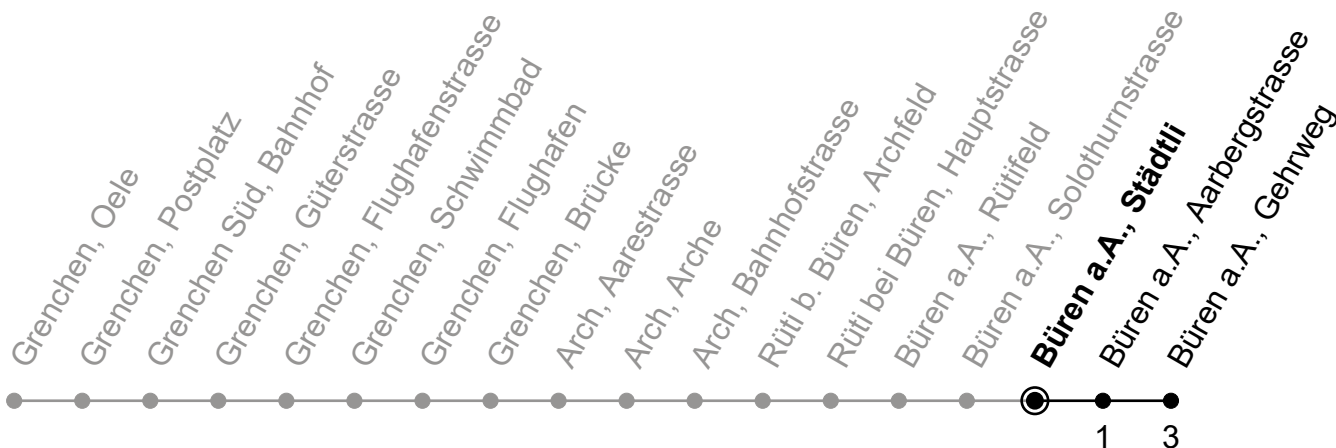 Grenchen, Oele
Grenchen, Postplatz
Grenchen Süd, Bahnhof
Grenchen, Güterstrasse
Grenchen, Flughafenstrasse
Grenchen, Schwimmbad
Grenchen, Flughafen
Grenchen, Brücke
Arch, Aarestrasse
Arch, Arche
Arch, Bahnhofstrasse
Rüti b. Büren, Archfeld
Rüti bei Büren, Hauptstrasse
Büren a.A., Rütifeld
Büren a.A., Solothurnstrasse
Büren a.A., Städtli
Büren a.A., Aarbergstrasse
Büren a.A., Gehrweg
1
3